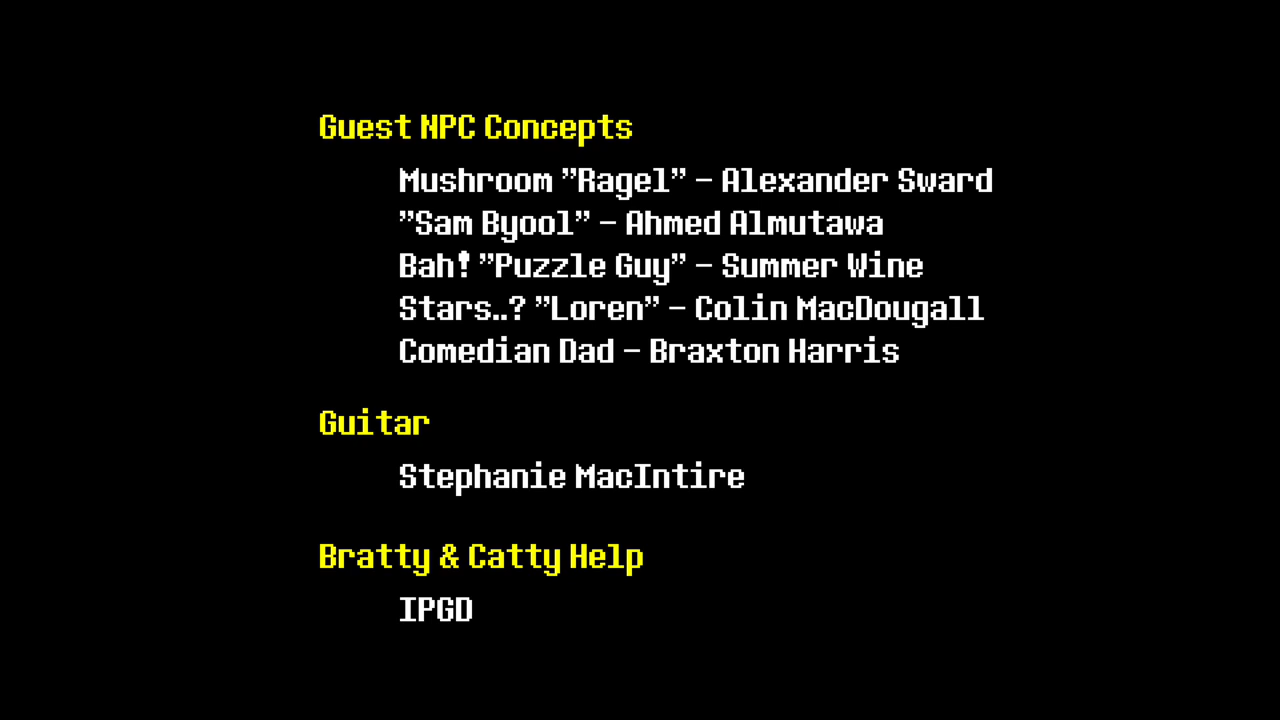 Guest NPC Concepts
Mushroom "Ragel" - Alexander Sward
"Sam Byool" - Ahmed Almutawa
Bah! "Puzzle Guy" - Summer Wine
Stars..? "Loren" - Colin MacDougall
Comedian Dad - Braxton Harris
Guitar
Stephanie MacIntire
Bratty & Catty Help
IPGD